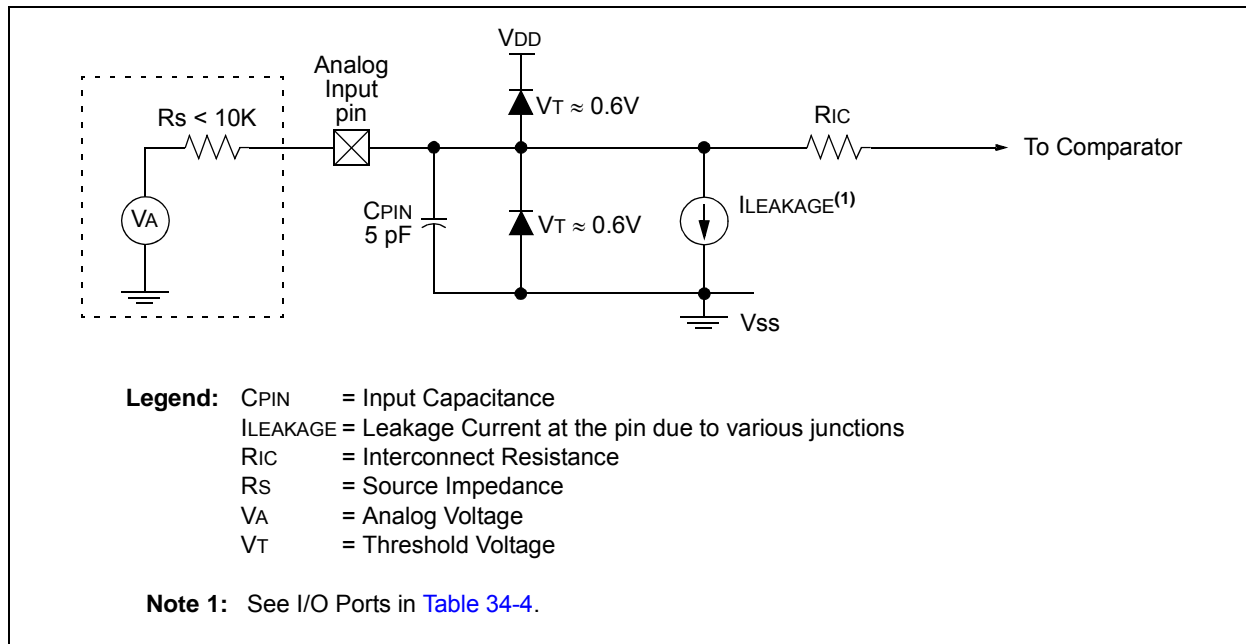 VDD
Analog
Input
pin
Rs < 10K
VT ≈ 0.6V
RIC
To Comparator
VA
CPIN
5 pF
VT ≈ 0.6V
ILEAKAGE(1)
Vss
Legend: CPIN = Input Capacitance
ILEAKAGE = Leakage Current at the pin due to various junctions
RIC = Interconnect Resistance
RS = Source Impedance
VA = Analog Voltage
VT = Threshold Voltage
Note 1: See I/O Ports in Table 34-4.